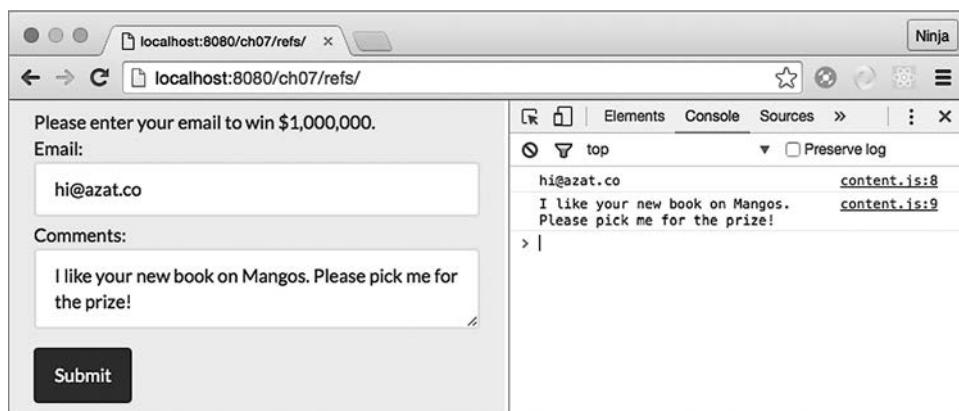 localhost:8080/ch07/refs/ ×
Ninja
localhost:8080/ch07/refs/
Please enter your email to win $1,000,000.
Email:
hi@azat.co
Comments:
I like your new book on Mangos. Please pick me for
the prize!
Submit
Elements Console Sources »
top Preserve log
hi@azat.co content.js:8
I like your new book on Mangos. content.js:9
Please pick me for the prize!
>